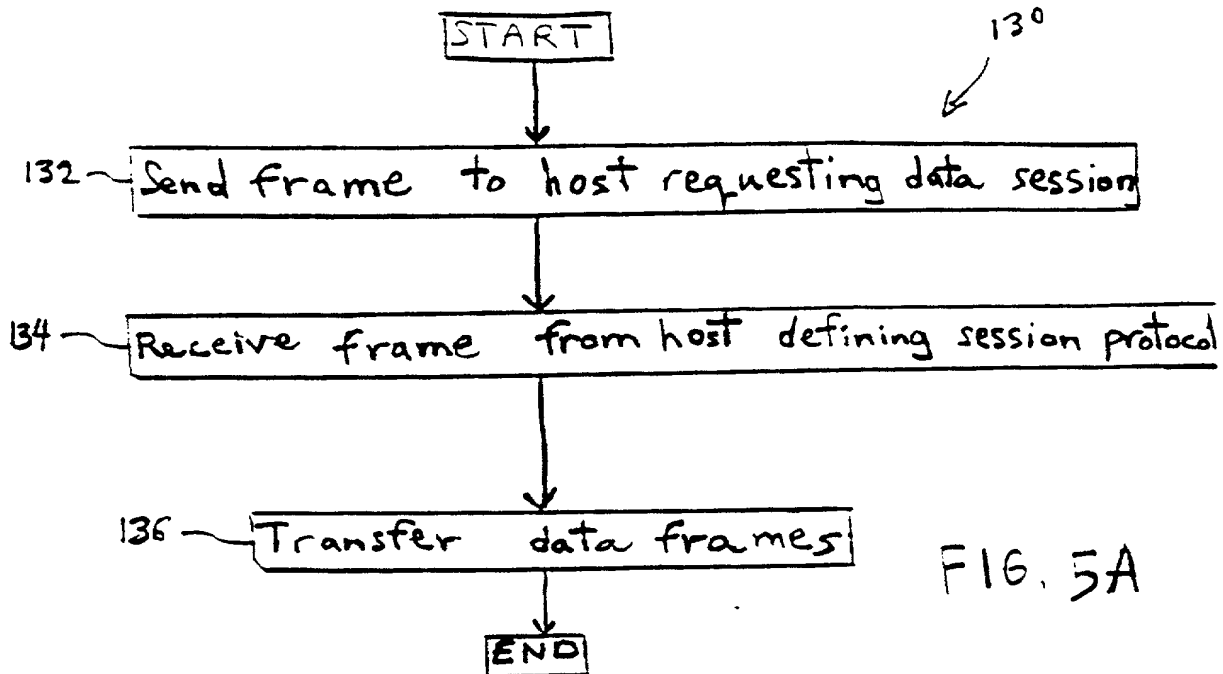 START
130
132 Send frame to host requesting data session
134 Receive frame from host defining session protocol
136 Transfer data frames
FIG. 5A
END